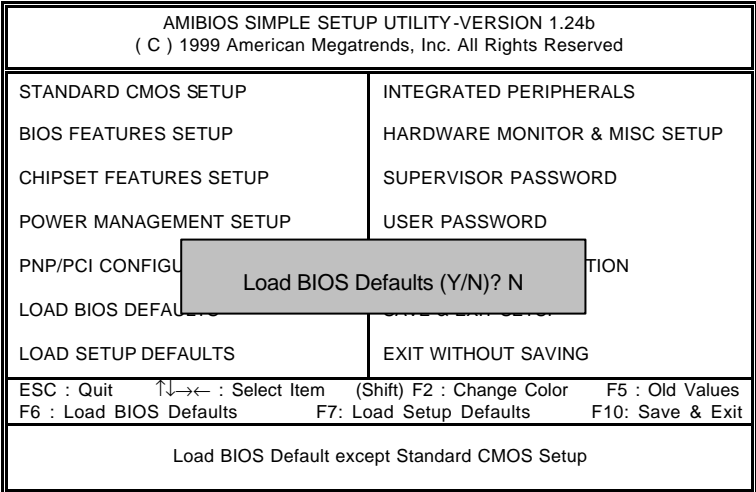 AMIBIOS SIMPLE SETUP UTILITY-VERSION 1.24b
( C ) 1999 American Megatrends, Inc. All Rights Reserved
STANDARD CMOS SETUP
BIOS FEATURES SETUP
CHIPSET FEATURES SETUP
POWER MANAGEMENT SETUP
PNP/PCI
LOAD BIOS
LOAD SETUP DEFAULTS
INTEGRATED PERIPHERALS
HARDWARE MONITOR & MISC SETUP
SUPERVISOR PASSWORD
USER PASSWORD
EXIT WITHOUT SAVING
Load BIOS Defaults (Y/N)? N
ESC : Quit ↑↓→← : Select Item (Shift) F2 : Change Color F5 : Old Values
F6 : Load BIOS Defaults F7: Load Setup Defaults F10: Save & Exit
Load BIOS Default except Standard CMOS Setup